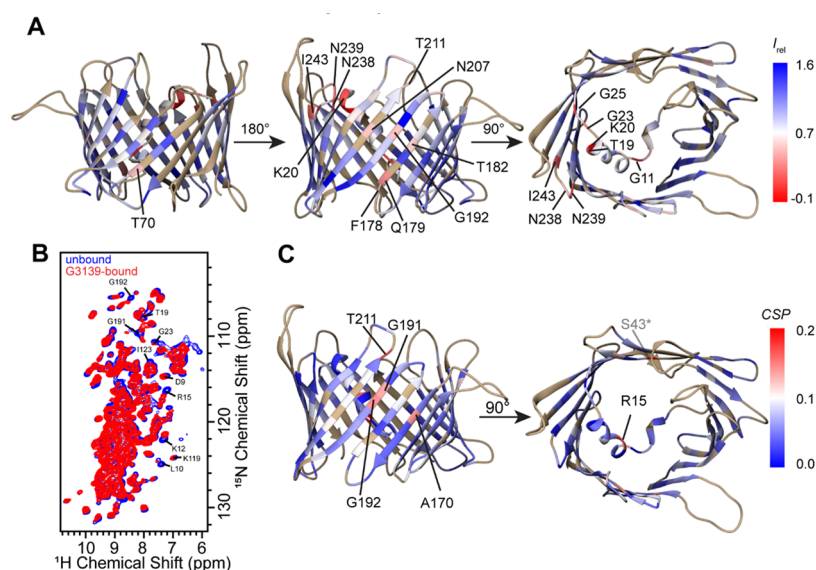 A
I243
N239
N238
T211
N207
180°
90°
K20
T182
G192
Q179
F178
T70
G25
G23
K20
T19
G11
I243
N238
N239
Irel
1.6
0.7
-0.1
B
unbound
G3139-bound
G192
T19
G191
G23
I123
D9
R15
K12
K119
L10
110
120
130
15N Chemical Shift (ppm)
10 9 8 7 6
¹H Chemical Shift (ppm)
C
T211
G191
G192
A170
90°
S43*
R15
CSP
0.2
0.1
0.0